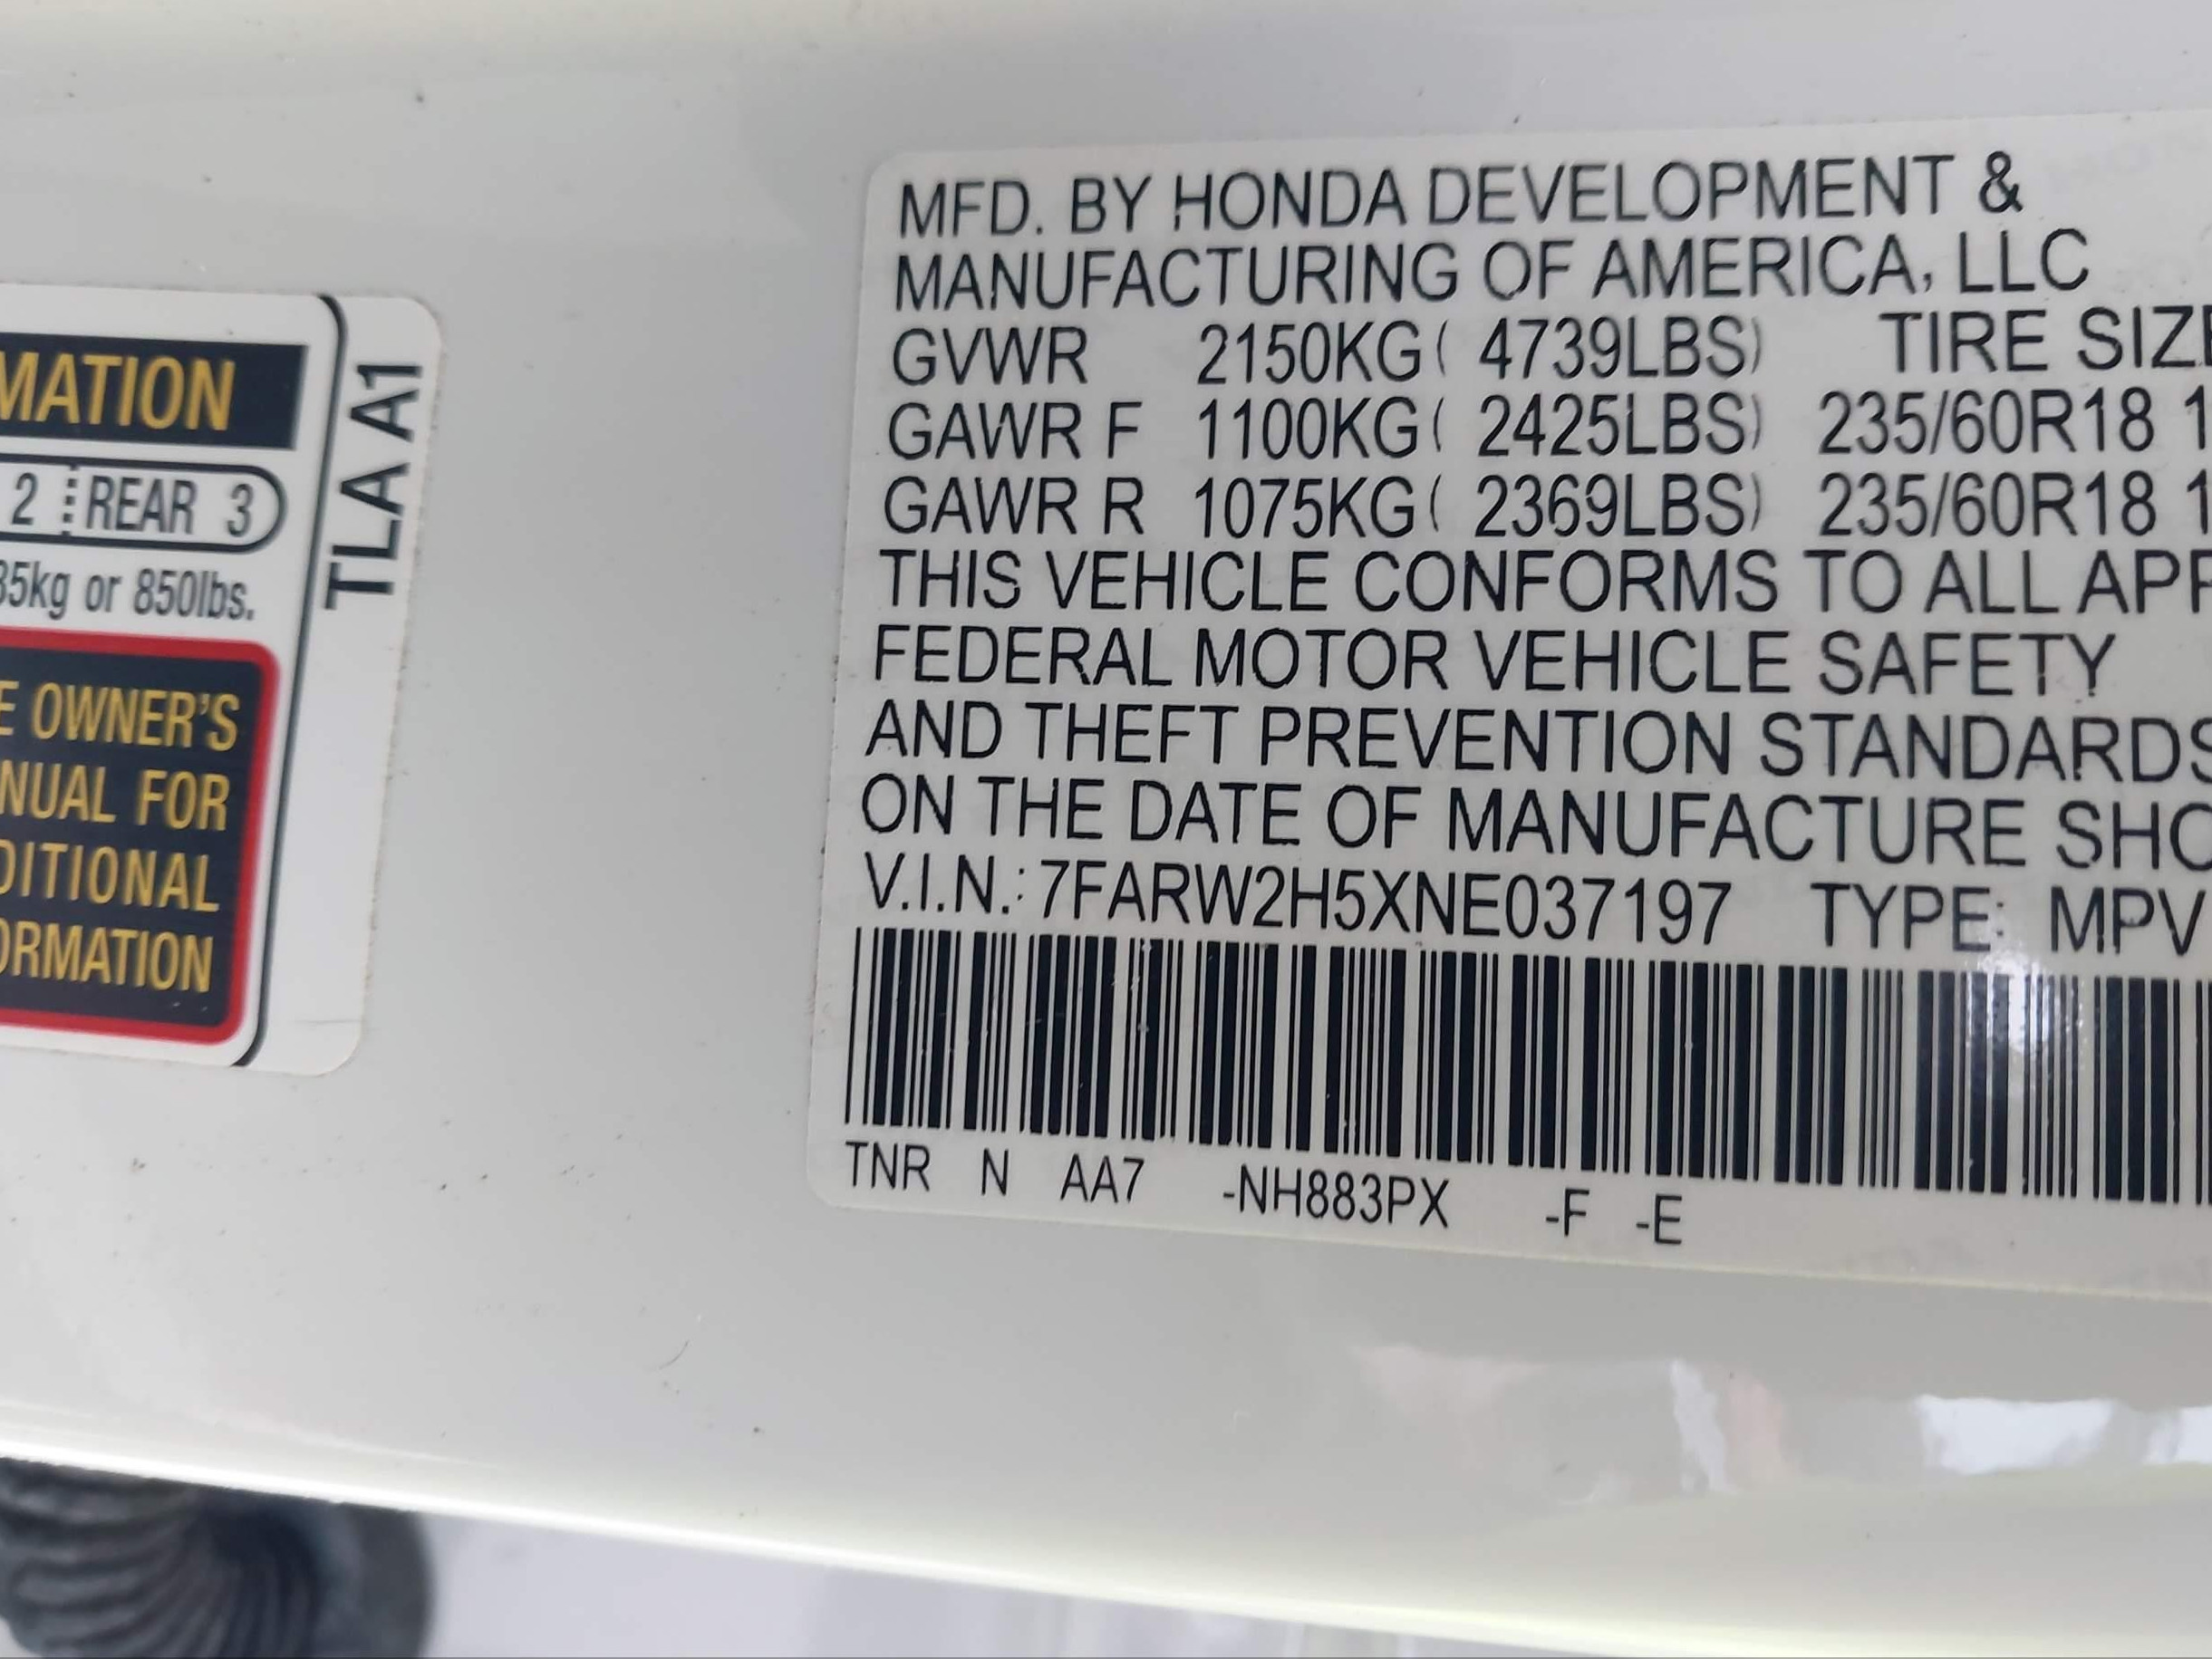 MATION
2 REAR 3
35kg or 850lbs.
E OWNER'S
NUAL FOR
DITIONAL
ORMATION
TLA A1
MFD. BY HONDA DEVELOPMENT &
MANUFACTURING OF AMERICA, LLC
GVWR 2150KG( 4739LBS) TIRE SIZE
GAWR F 1100KG( 2425LBS) 235/60R18 1
GAWR R 1075KG( 2369LBS) 235/60R18 1
THIS VEHICLE CONFORMS TO ALL APP
FEDERAL MOTOR VEHICLE SAFETY
AND THEFT PREVENTION STANDARDS
ON THE DATE OF MANUFACTURE SHO
V.I.N.: 7FARW2H5XNE037197 TYPE: MPV
TNR N AA7 -NH883PX -F -E